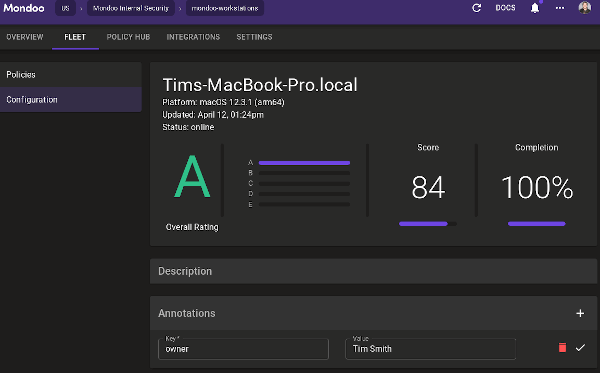 Mondoo US › Mondoo Internal Security › mondoo-workstations DOCS
OVERVIEW FLEET POLICY HUB INTEGRATIONS SETTINGS
Policies
Configuration
Tims-MacBook-Pro.local
Platform: macOS 12.3.1 (arm64)
Updated: April 12, 01:24pm
Status: online
A
Overall Rating
A
B
C
D
E
Score
84
Completion
100%
Description
Annotations +
Key *
owner
Value
Tim Smith